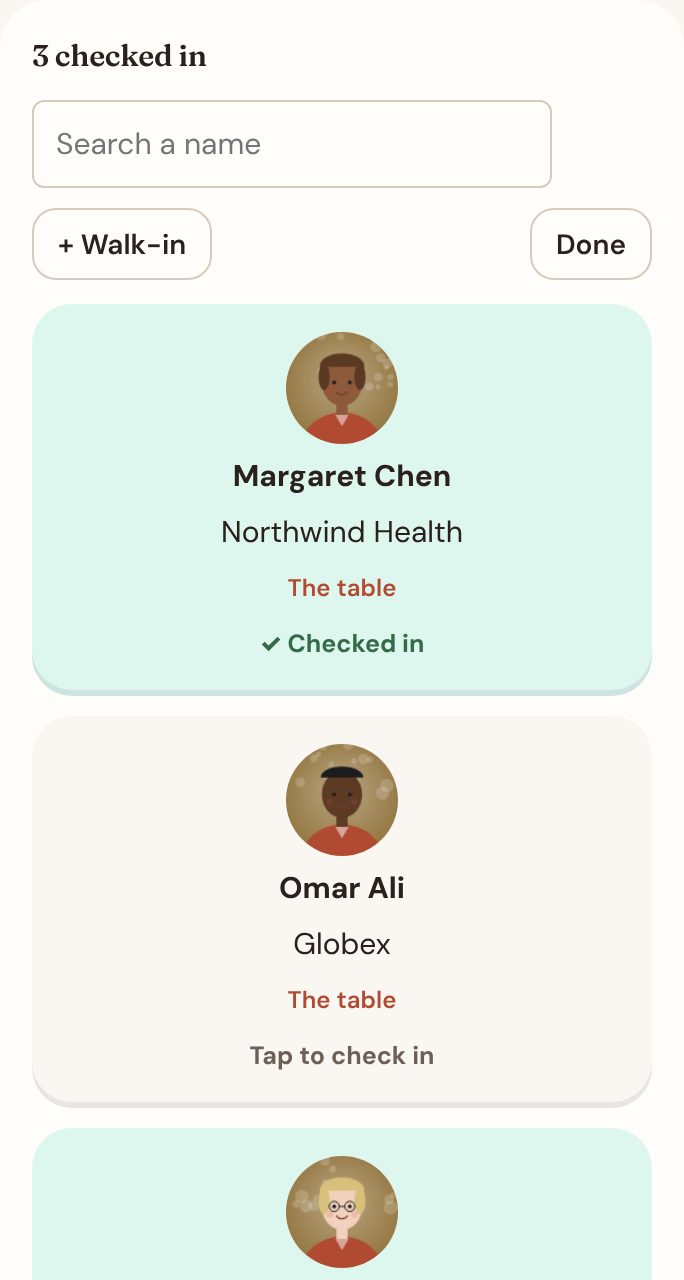 3 checked in
Search a name
+ Walk-in
Done
Margaret Chen
Northwind Health
The table
✓ Checked in
Omar Ali
Globex
The table
Tap to check in